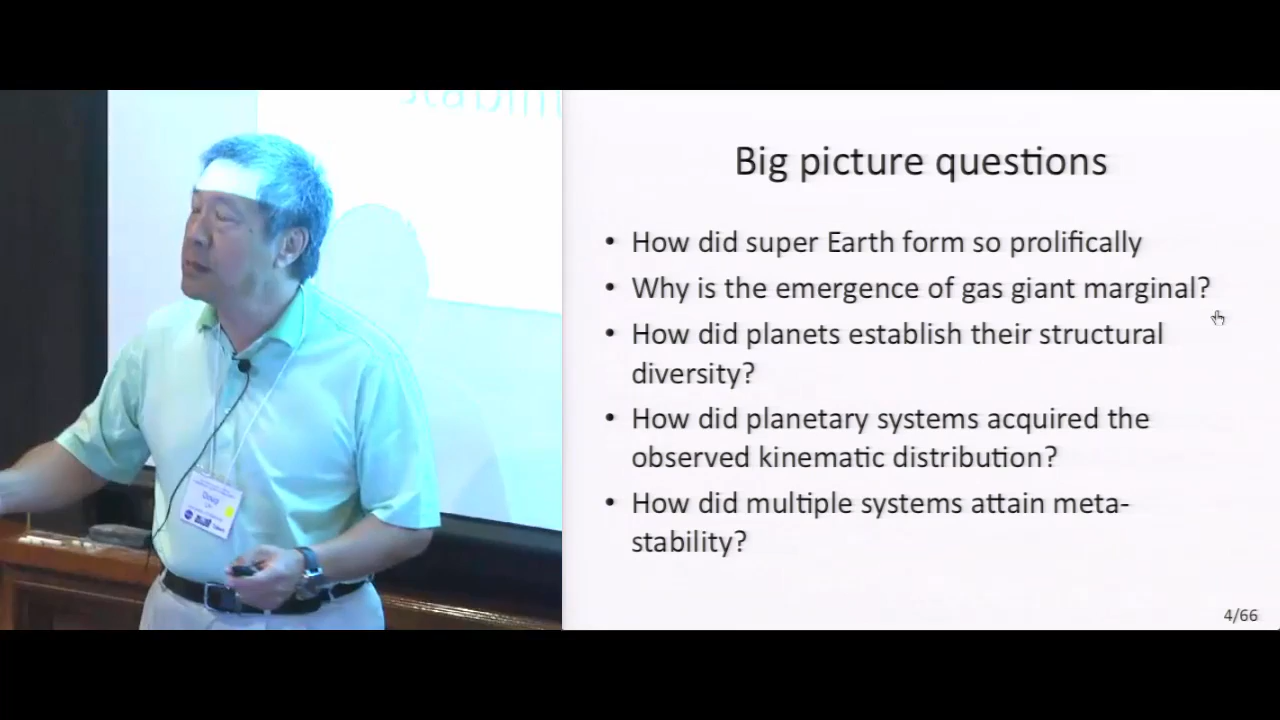 Big picture questions
• How did super Earth form so prolifically
• Why is the emergence of gas giant marginal?
• How did planets establish their structural
diversity?
• How did planetary systems acquired the
observed kinematic distribution?
• How did multiple systems attain meta-
stability?
4/66
Doug